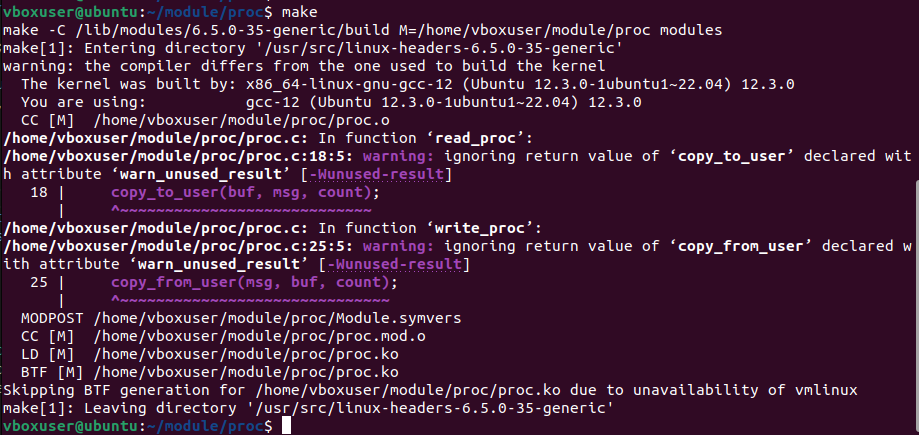 vboxuser@ubuntu:~/module/proc$ make
make -C /lib/modules/6.5.0-35-generic/build M=/home/vboxuser/module/proc modules
make[1]: Entering directory '/usr/src/linux-headers-6.5.0-35-generic'
warning: the compiler differs from the one used to build the kernel
  The kernel was built by: x86_64-linux-gnu-gcc-12 (Ubuntu 12.3.0-1ubuntu1~22.04) 12.3.0
  You are using:           gcc-12 (Ubuntu 12.3.0-1ubuntu1~22.04) 12.3.0
  CC [M]  /home/vboxuser/module/proc/proc.o
/home/vboxuser/module/proc/proc.c: In function ‘read_proc’:
/home/vboxuser/module/proc/proc.c:18:5: warning: ignoring return value of ‘copy_to_user’ declared wit
h attribute ‘warn_unused_result’ [-Wunused-result]
   18 |     copy_to_user(buf, msg, count);
      |     ^~~~~~~~~~~~~~~~~~~~~~~~~~~~~
/home/vboxuser/module/proc/proc.c: In function ‘write_proc’:
/home/vboxuser/module/proc/proc.c:25:5: warning: ignoring return value of ‘copy_from_user’ declared w
ith attribute ‘warn_unused_result’ [-Wunused-result]
   25 |     copy_from_user(msg, buf, count);
      |     ^~~~~~~~~~~~~~~~~~~~~~~~~~~~~~~
  MODPOST /home/vboxuser/module/proc/Module.symvers
  CC [M]  /home/vboxuser/module/proc/proc.mod.o
  LD [M]  /home/vboxuser/module/proc/proc.ko
  BTF [M] /home/vboxuser/module/proc/proc.ko
Skipping BTF generation for /home/vboxuser/module/proc/proc.ko due to unavailability of vmlinux
make[1]: Leaving directory '/usr/src/linux-headers-6.5.0-35-generic'
vboxuser@ubuntu:~/module/proc$